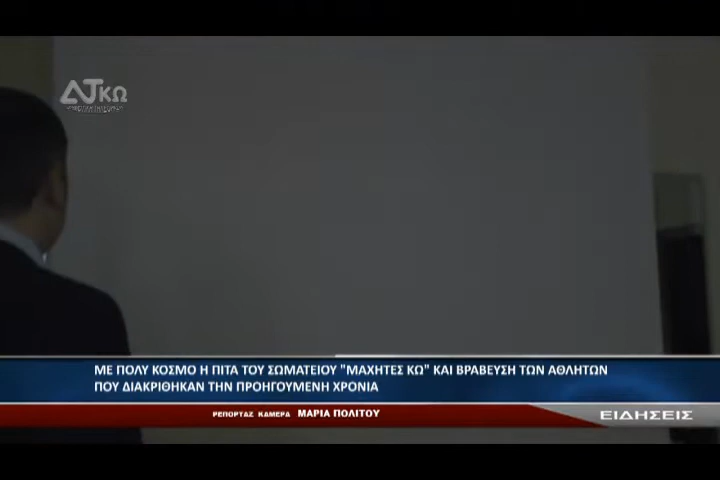 ΔΤΚΩ
ΜΕ ΠΟΛΥ ΚΟΣΜΟ Η ΠΙΤΑ ΤΟΥ ΣΩΜΑΤΕΙΟΥ "ΜΑΧΗΤΕΣ ΚΩ" ΚΑΙ ΒΡΑΒΕΥΣΗ ΤΩΝ ΑΘΛΗΤΩΝ
ΠΟΥ ΔΙΑΚΡΙΘΗΚΑΝ ΤΗΝ ΠΡΟΗΓΟΥΜΕΝΗ ΧΡΟΝΙΑ
ΡΕΠΟΡΤΑΖ ΚΑΜΕΡΑ ΜΑΡΙΑ ΠΟΛΙΤΟΥ
ΕΙΔΗΣΕΙΣ